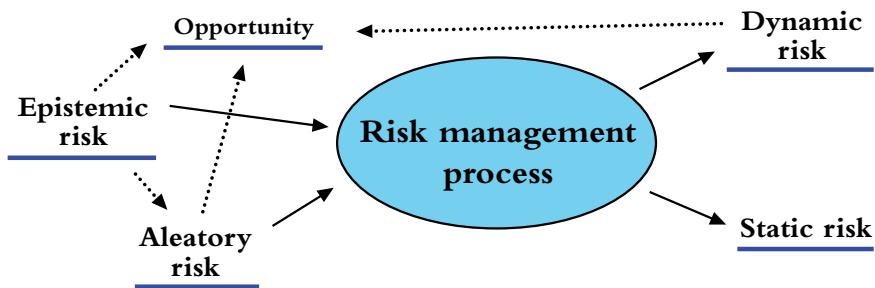 Opportunity
Dynamic
risk
Epistemic
risk
Risk management
process
Aleatory
risk
Static risk